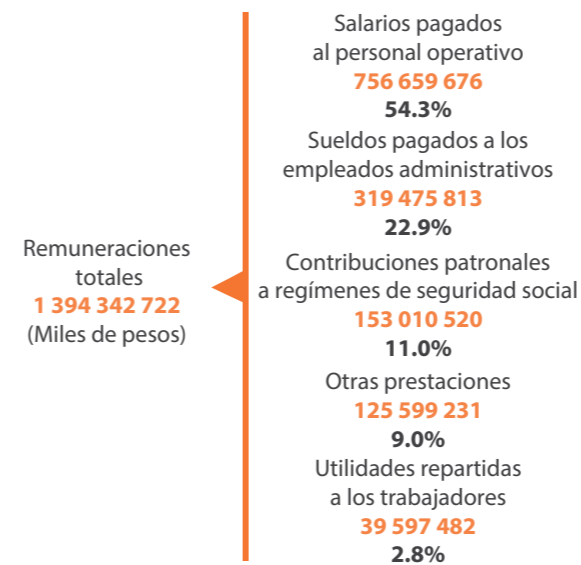 Remuneraciones
totales
1 394 342 722
(Miles de pesos)
Salarios pagados
al personal operativo
756 659 676
54.3%
Sueldos pagados a los
empleados administrativos
319 475 813
22.9%
Contribuciones patronales
a regímenes de seguridad social
153 010 520
11.0%
Otras prestaciones
125 599 231
9.0%
Utilidades repartidas
a los trabajadores
39 597 482
2.8%